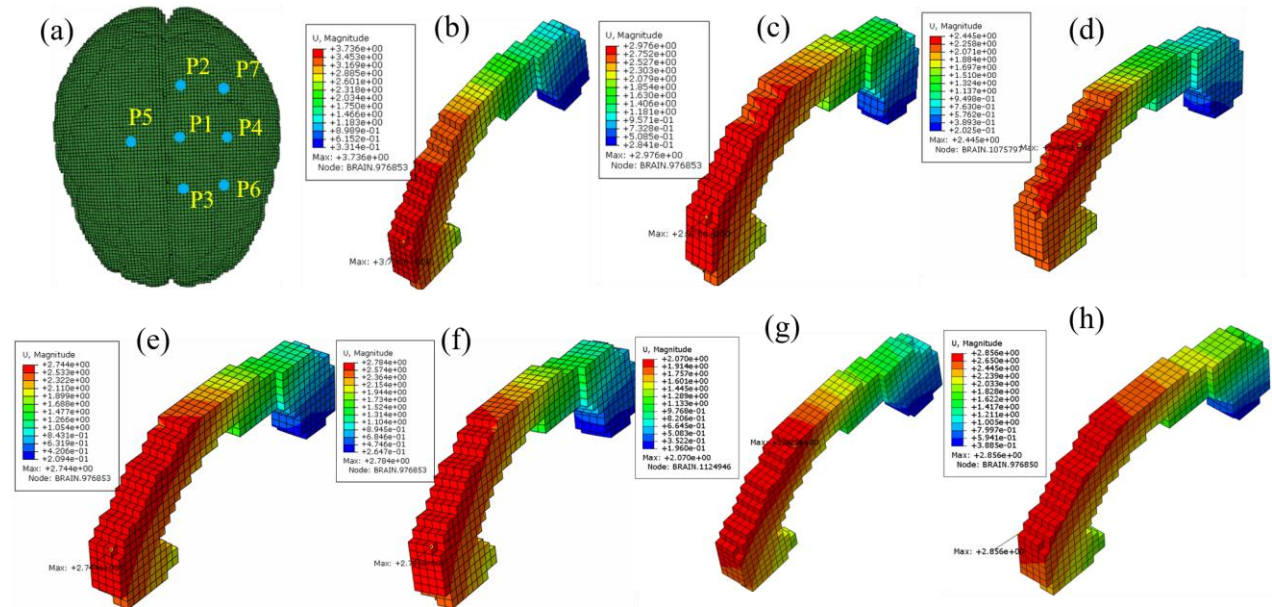 (a)
P2
P7
P5
P1
P4
P3
P6
(b)
U, Magnitude
+3.736e+00
+3.453e+00
+3.169e+00
+2.885e+00
+2.601e+00
+2.318e+00
+2.034e+00
+1.750e+00
+1.466e+00
+1.183e+00
+8.989e-01
+6.152e-01
+3.314e-01
Max: +3.736e+00
Node: BRAIN.976853
(c)
U, Magnitude
+2.976e+00
+2.752e+00
+2.527e+00
+2.303e+00
+2.079e+00
+1.854e+00
+1.630e+00
+1.406e+00
+1.181e+00
+9.571e-01
+7.328e-01
+5.085e-01
+2.841e-01
Max: +2.976e+00
Node: BRAIN.976853
(d)
U, Magnitude
+2.445e+00
+2.258e+00
+2.071e+00
+1.884e+00
+1.697e+00
+1.510e+00
+1.324e+00
+1.137e+00
+9.498e-01
+7.630e-01
+5.762e-01
+3.893e-01
+2.025e-01
Max: +2.445e+00
Node: BRAIN.1075797
(e)
U, Magnitude
+2.744e+00
+2.533e+00
+2.322e+00
+2.110e+00
+1.899e+00
+1.688e+00
+1.477e+00
+1.266e+00
+1.054e+00
+8.431e-01
+6.319e-01
+4.206e-01
+2.094e-01
Max: +2.744e+00
Node: BRAIN.976853
(f)
U, Magnitude
+2.784e+00
+2.574e+00
+2.364e+00
+2.154e+00
+1.944e+00
+1.734e+00
+1.524e+00
+1.314e+00
+1.104e+00
+8.945e-01
+6.846e-01
+4.746e-01
+2.647e-01
Max: +2.784e+00
Node: BRAIN.976853
(g)
U, Magnitude
+2.070e+00
+1.914e+00
+1.757e+00
+1.601e+00
+1.445e+00
+1.289e+00
+1.133e+00
+9.768e-01
+8.206e-01
+6.645e-01
+5.083e-01
+3.522e-01
+1.960e-01
Max: +2.070e+00
Node: BRAIN.1124946
(h)
U, Magnitude
+2.856e+00
+2.650e+00
+2.445e+00
+2.239e+00
+2.033e+00
+1.828e+00
+1.622e+00
+1.417e+00
+1.211e+00
+1.005e+00
+7.997e-01
+5.941e-01
+3.885e-01
Max: +2.856e+00
Node: BRAIN.976850
Max: +2.856e+00